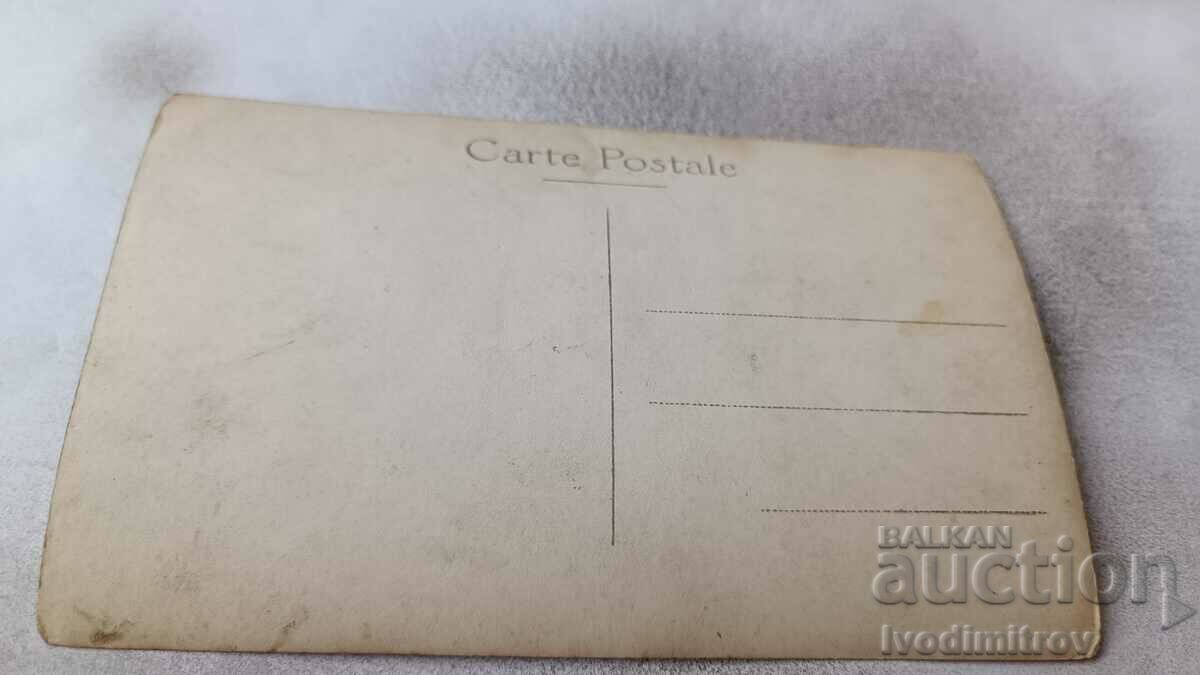 Carte Postale
BALKAN
auction
Ivodimitrov